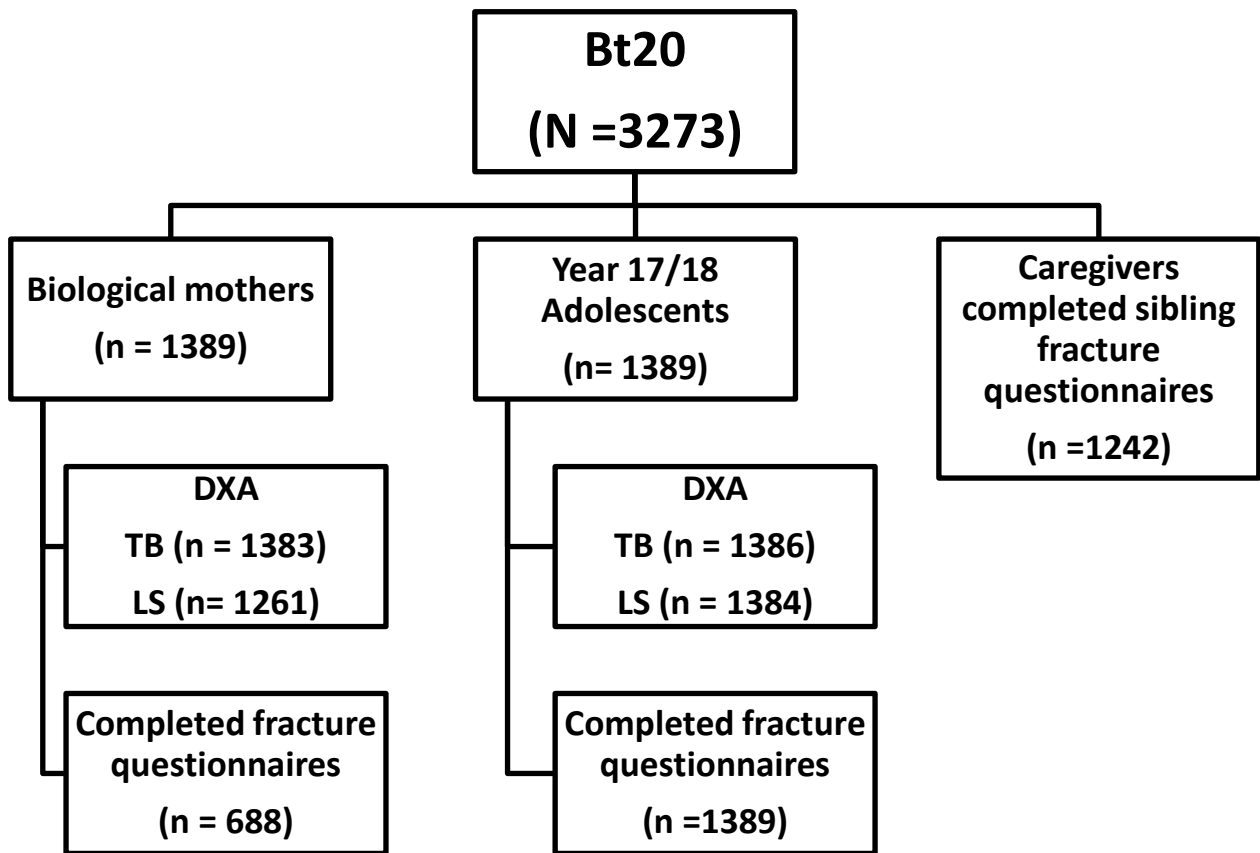 Bt20
(N =3273)
Biological mothers
(n = 1389)
Year 17/18
Adolescents
(n= 1389)
Caregivers
completed sibling
fracture
questionnaires
(n =1242)
DXA
TB (n = 1383)
LS (n= 1261)
DXA
TB (n = 1386)
LS (n = 1384)
Completed fracture
questionnaires
(n = 688)
Completed fracture
questionnaires
(n =1389)